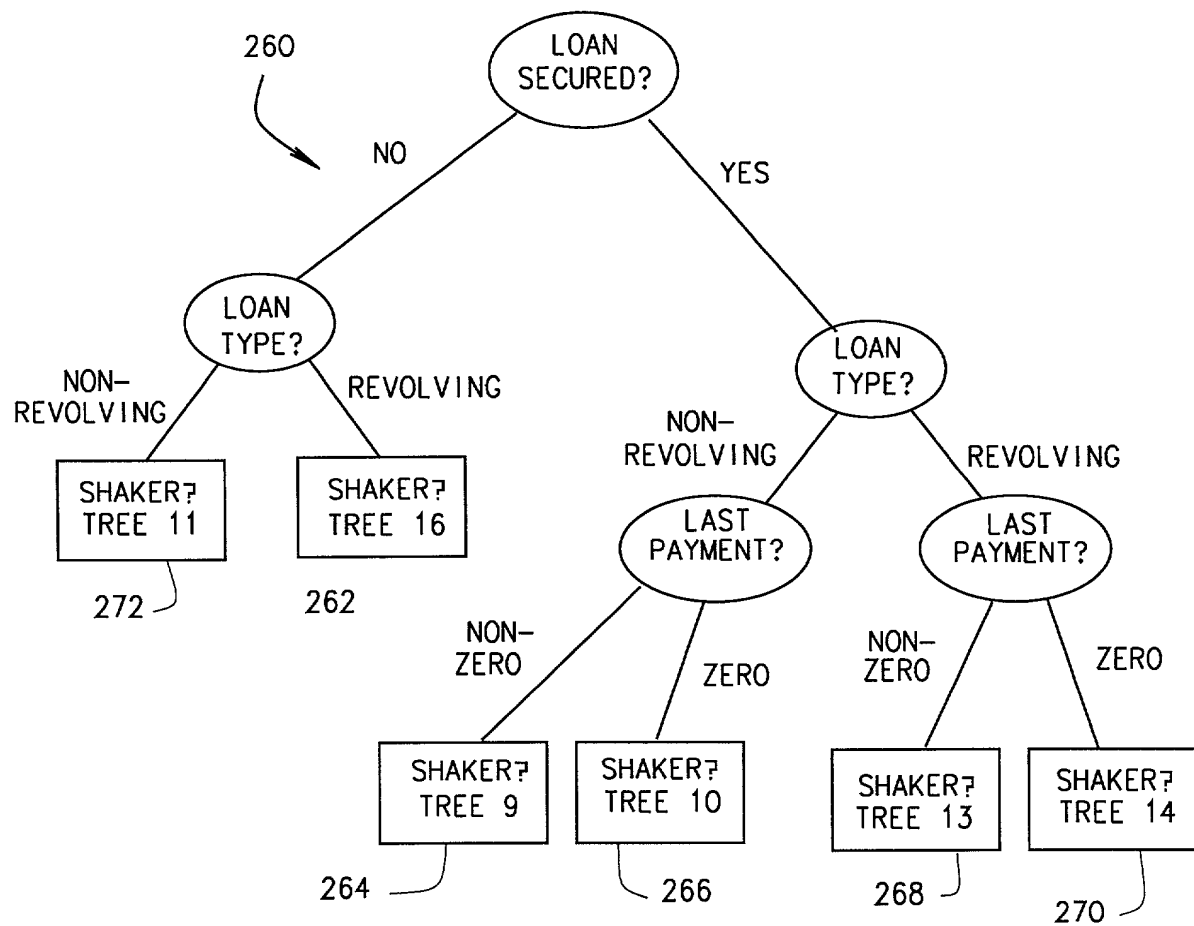 260
LOAN
SECURED?
NO
YES
LOAN
TYPE?
LOAN
TYPE?
NON-
REVOLVING
REVOLVING
NON-
REVOLVING
REVOLVING
SHAKER?
TREE 11
SHAKER?
TREE 16
LAST
PAYMENT?
LAST
PAYMENT?
272
262
NON-
ZERO
ZERO
NON-
ZERO
ZERO
SHAKER?
TREE 9
SHAKER?
TREE 10
SHAKER?
TREE 13
SHAKER?
TREE 14
264
266
268
270